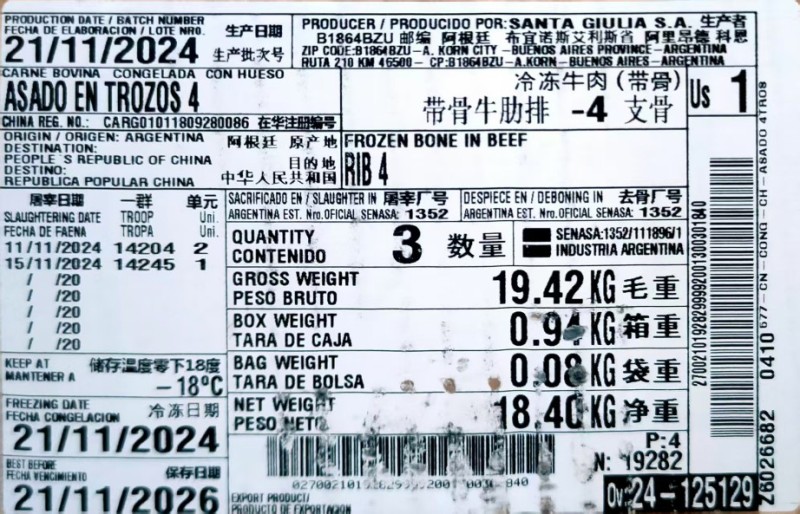 PRODUCTION DATE / BATCH NUMBER
FECHA DE ELABORACION / LOTE NRO.
21/11/2024
生产日期
生产批次号
PRODUCER / PRODUCIDO POR: SANTA GIULIA S.A. 生产者
B1864BZU 邮编 阿根廷 布宜诺斯艾利斯省 阿里昂德 科恩
ZIP CODE:B1864BZU-A. KORN CITY -BUENOS AIRES PROVINCE-ARGENTINA
RUTA 210 KM 46500 - CP:B1864BZU-A.KORN-BUENOS AIRES-ARGENTINA
CARNE BOVINA CONGELADA CON HUESO
ASADO EN TROZOS 4
CHINA REG. NO.: CARG01011809280086 在华注册编号
冷冻牛肉（带骨）
带骨牛肋排 -4 支骨
Us 1
ORIGIN / ORIGEN: ARGENTINA 阿根廷 原产地
DESTINATION: 目的地
PEOPLE`S REPUBLIC OF CHINA
DESTINO: 中华人民共和国
REPUBLICA POPULAR CHINA
FROZEN BONE IN BEEF
RIB 4
屠宰日期 一群 单元
SLAUGHTERING DATE TROOP Uni.
FECHA DE FAENA TROPA Uni.
11/11/2024 14204 2
15/11/2024 14245 1
/ /20
/ /20
/ /20
/ /20
/ /20
SACRIFICADO EN / SLAUGHTER IN 屠宰厂号
ARGENTINA EST. Nro.OFICIAL SENASA: 1352
DESPIECE EN / DEBONING IN 去骨厂号
ARGENTINA EST. Nro.OFICIAL SENASA: 1352
QUANTITY
CONTENIDO
3 数量
SENASA:1352/111896/1
INDUSTRIA ARGENTINA
GROSS WEIGHT
PESO BRUTO
19.42 KG 毛重
BOX WEIGHT
TARA DE CAJA
0.94 KG 箱重
BAG WEIGHT
TARA DE BOLSA
0.08 KG 袋重
NET WEIGHT
PESO NETO
18.40 KG 净重
KEEP AT
MANTENER A
储存温度零下18度
-18°C
FREEZING DATE
FECHA CONGELACION
冷冻日期
21/11/2024
BEST BEFORE
FECHA VENCIMIENTO
保存日期
21/11/2026
P:4
N: 19282
EXPORT PRODUCT/
PRODUCTO DE EXPORTACION
Ov:24-125129
Z6026682 0410 577-CN-CONG-CH-ASADO 4TROS